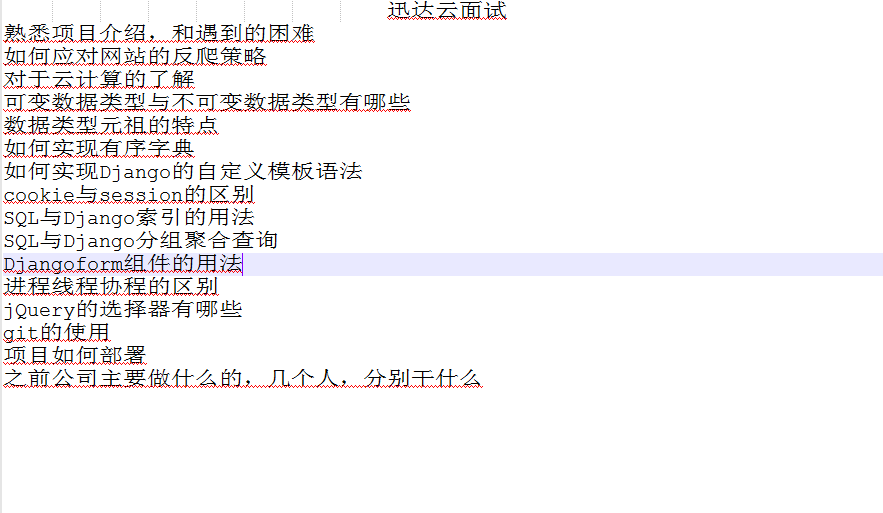 迅达云面试
熟悉项目介绍，和遇到的困难
如何应对网站的反爬策略
对于云计算的了解
可变数据类型与不可变数据类型有哪些
数据类型元祖的特点
如何实现有序字典
如何实现Django的自定义模板语法
cookie与session的区别
SQL与Django索引的用法
SQL与Django分组聚合查询
Djangoform组件的用法
进程线程协程的区别
jQuery的选择器有哪些
git的使用
项目如何部署
之前公司主要做什么的，几个人，分别干什么